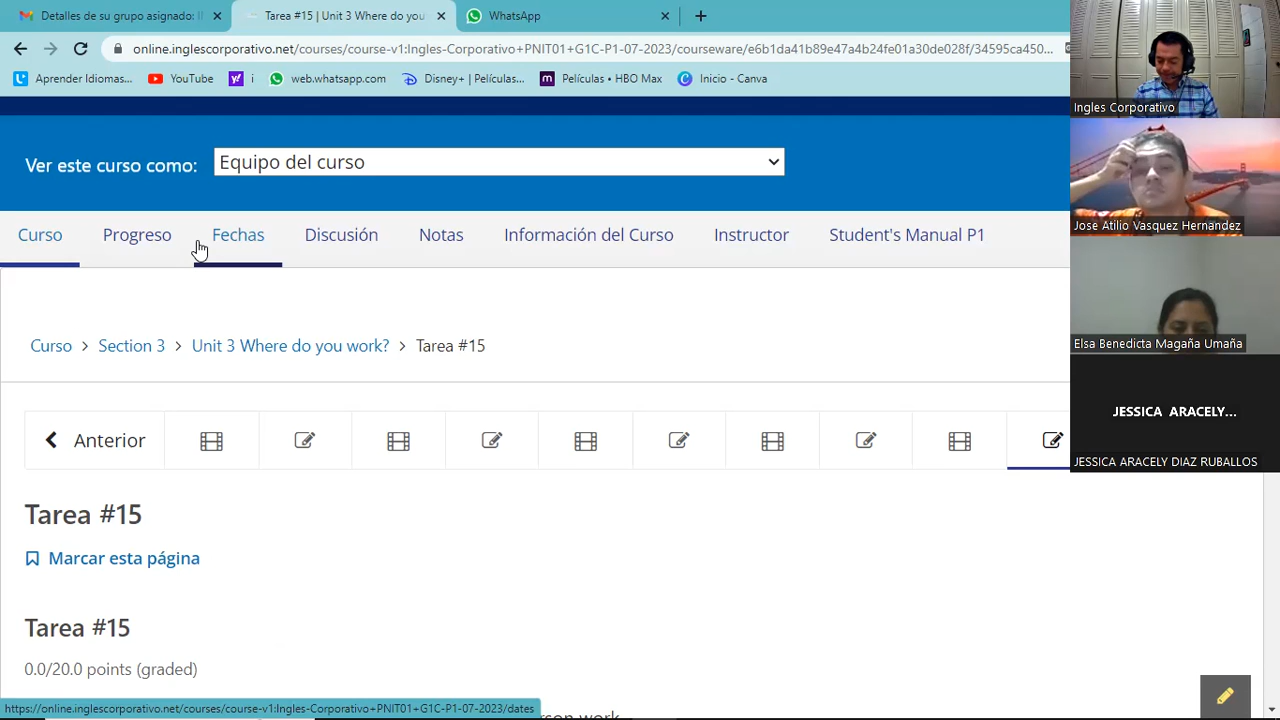 Detalles de su grupo asignado: I
Tarea #15 | Unit 3 Where do you
WhatsApp
online.inglescorporativo.net/courses/course-v1:Ingles-Corporativo+PNIT01+G1C-P1-07-2023/courseware/e6b1da41b89e47a4b24fe01a30de028f/34595ca450...
Aprender Idiomas...
YouTube
i
web.whatsapp.com
Disney+ | Películas...
Películas • HBO Max
Inicio - Canva
Ver este curso como:
Equipo del curso
Curso
Progreso
Fechas
Discusión
Notas
Información del Curso
Instructor
Student's Manual P1
Curso > Section 3 > Unit 3 Where do you work? > Tarea #15
Anterior
Tarea #15
Marcar esta página
Tarea #15
0.0/20.0 points (graded)
https://online.inglescorporativo.net/courses/course-v1:Ingles-Corporativo+PNIT01+G1C-P1-07-2023/dates
Ingles Corporativo
Jose Atilio Vasquez Hernandez
Elsa Benedicta Magaña Umaña
JESSICA ARACELY...
JESSICA ARACELY DIAZ RUBALLOS